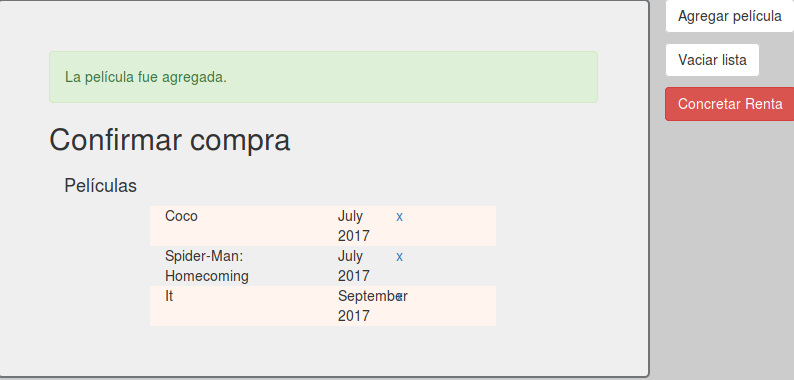 La película fue agregada.
Confirmar compra
Películas
Coco July x
2017
Spider-Man: July x
Homecoming 2017
It September x
2017
Agregar película
Vaciar lista
Concretar Renta